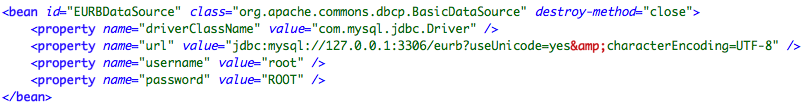 <bean id="EURBDataSource" class="org.apache.commons.dbcp.BasicDataSource" destroy-method="close">
<property name="driverClassName" value="com.mysql.jdbc.Driver" />
<property name="url" value="jdbc:mysql://127.0.0.1:3306/eurb?useUnicode=yes&amp;characterEncoding=UTF-8" />
<property name="username" value="root" />
<property name="password" value="ROOT" />
</bean>